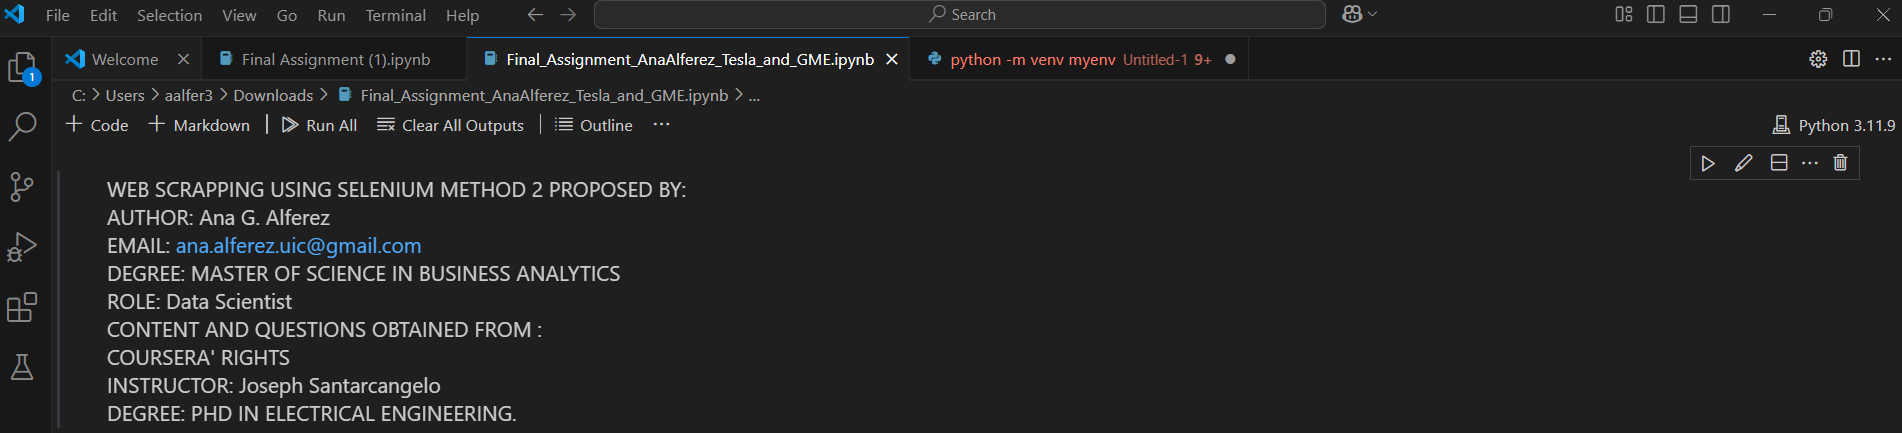 File Edit Selection View Go Run Terminal Help Search
Welcome Final Assignment (1).ipynb Final_Assignment_AnaAlferez_Tesla_and_GME.ipynb python -m venv myenv Untitled-1 9+
1
C: > Users > aalfer3 > Downloads > Final_Assignment_AnaAlferez_Tesla_and_GME.ipynb > ...
+ Code + Markdown | Run All Clear All Outputs | Outline ... Python 3.11.9
WEB SCRAPPING USING SELENIUM METHOD 2 PROPOSED BY:
AUTHOR: Ana G. Alferez
EMAIL: ana.alferez.uic@gmail.com
DEGREE: MASTER OF SCIENCE IN BUSINESS ANALYTICS
ROLE: Data Scientist
CONTENT AND QUESTIONS OBTAINED FROM :
COURSERA' RIGHTS
INSTRUCTOR: Joseph Santarcangelo
DEGREE: PHD IN ELECTRICAL ENGINEERING.